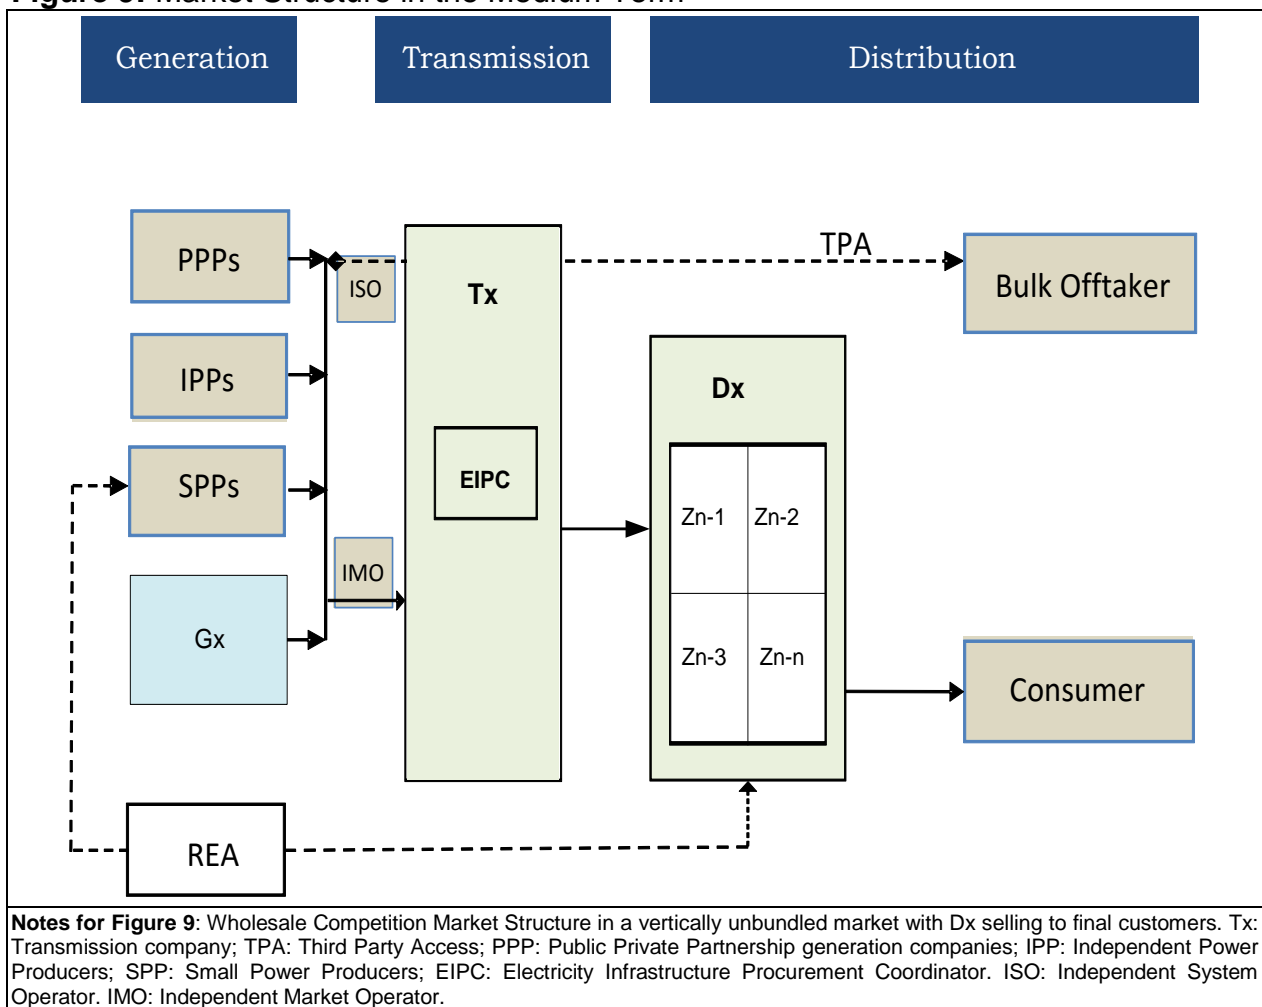 Generation
Transmission
Distribution
PPPs
ISO
Tx
TPA
Bulk Offtaker
IPPs
Dx
SPPs
EIPC
Zn-1
Zn-2
IMO
Gx
Zn-3
Zn-n
Consumer
REA
Notes for Figure 9: Wholesale Competition Market Structure in a vertically unbundled market with Dx selling to final customers. Tx:
Transmission company; TPA: Third Party Access; PPP: Public Private Partnership generation companies; IPP: Independent Power
Producers; SPP: Small Power Producers; EIPC: Electricity Infrastructure Procurement Coordinator. ISO: Independent System
Operator. IMO: Independent Market Operator.